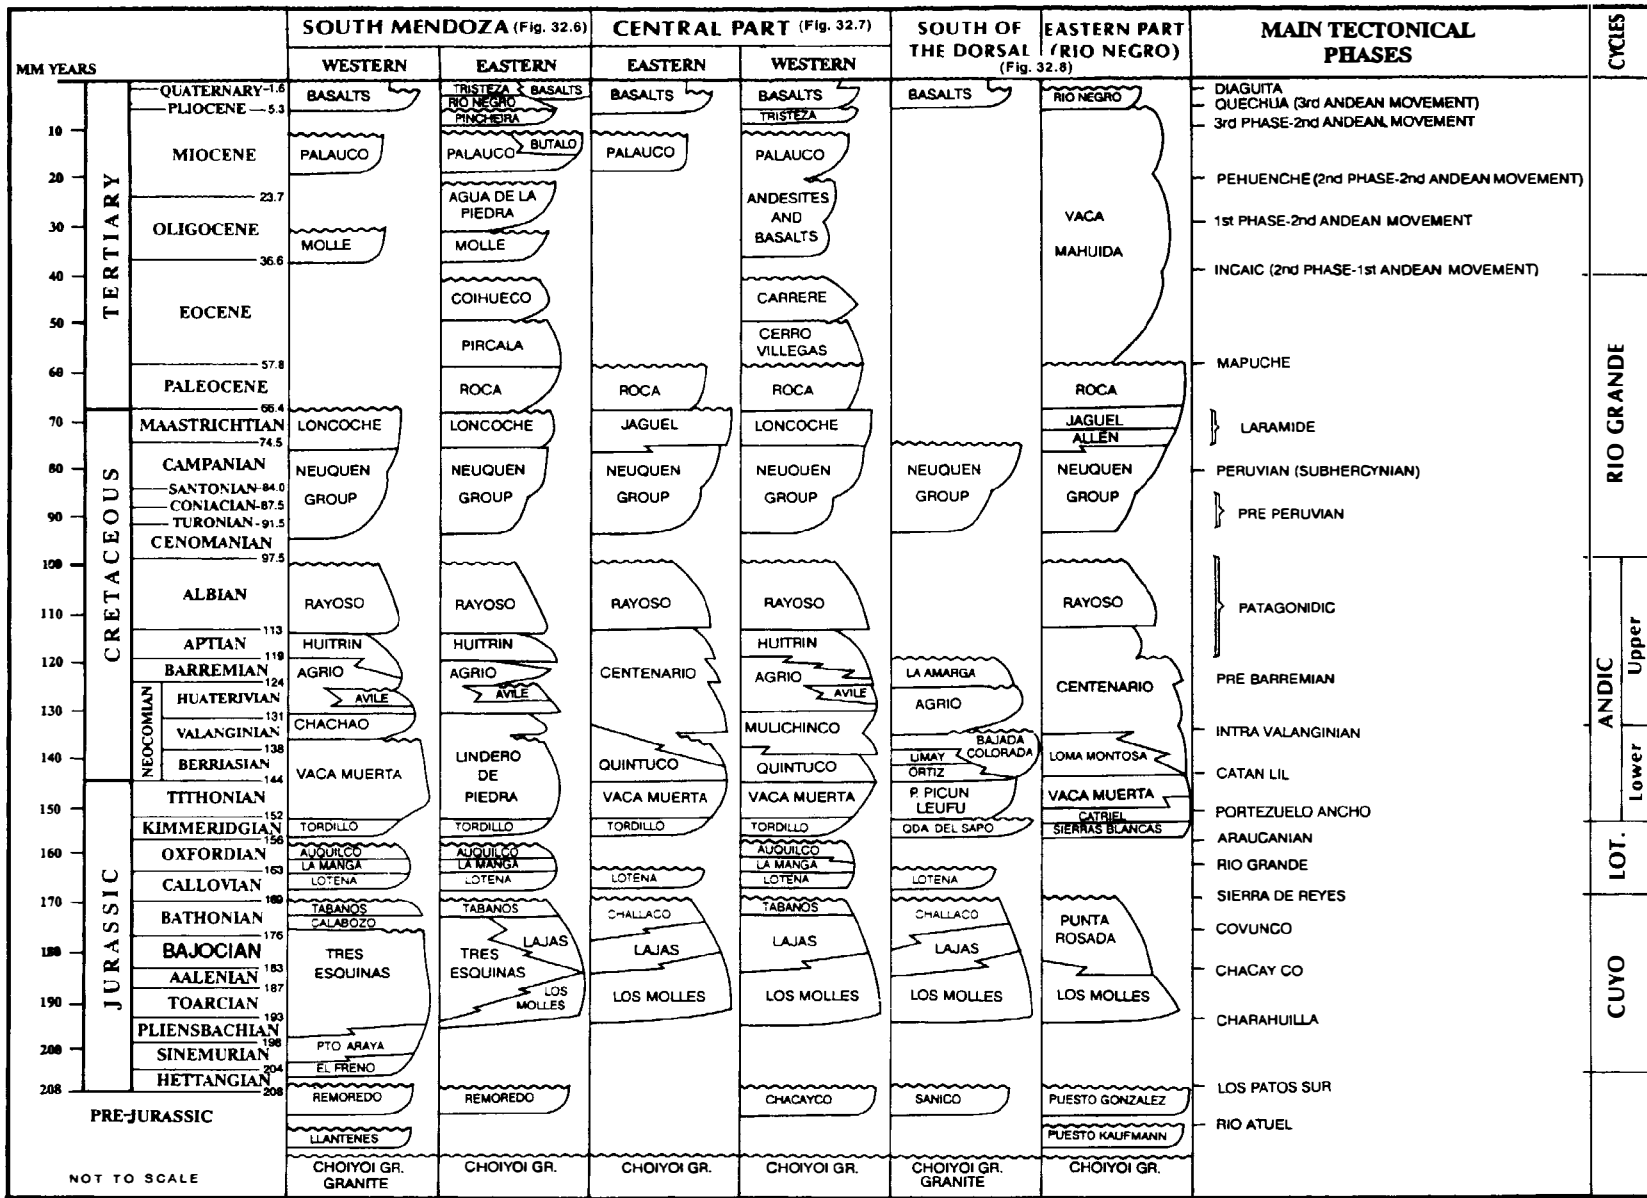 SOUTH MENDOZA (Fig. 32.6)
CENTRAL PART (Fig. 32.7)
SOUTH OF THE DORSAL
EASTERN PART (RIO NEGRO)
(Fig. 32.8)
MAIN TECTONICAL PHASES
CYCLES
MM YEARS
WESTERN
EASTERN
EASTERN
WESTERN
10
20
30
40
50
60
70
80
90
100
110
120
130
140
150
160
170
180
190
200
208
TERTIARY
CRETACEOUS
JURASSIC
NEOCOMIAN
QUATERNARY 1.6
PLIOCENE 5.3
MIOCENE
23.7
OLIGOCENE
36.6
EOCENE
57.8
PALEOCENE
66.4
MAASTRICHTIAN
74.5
CAMPANIAN
SANTONIAN 84.0
CONIACIAN 87.5
TURONIAN 91.5
CENOMANIAN
97.5
ALBIAN
113
APTIAN
119
BARREMIAN
124
HUATERIVIAN
131
VALANGINIAN
138
BERRIASIAN
144
TITHONIAN
152
KIMMERIDGIAN
156
OXFORDIAN
163
CALLOVIAN
169
BATHONIAN
176
BAJOCIAN
183
AALENIAN
187
TOARCIAN
193
PLIENSBACHIAN
198
SINEMURIAN
204
HETTANGIAN
208
PRE-JURASSIC
NOT TO SCALE
BASALTS
PALAUCO
MOLLE
LONCOCHE
NEUQUEN
GROUP
RAYOSO
HUITRIN
AGRIO
AVILE
CHACHAO
VACA MUERTA
TORDILLO
AUQUILCO
LA MANGA
LOTENA
TABANOS
CALABOZO
TRES
ESQUINAS
PTO ARAYA
EL FRENO
REMOREDO
LLANTENES
CHOIYOI GR.
GRANITE
TRISTEZA
BASALTS
RIO NEGRO
PINCHEIRA
PALAUCO
BUTALO
AGUA DE LA
PIEDRA
MOLLE
COIHUECO
PIRCALA
ROCA
LONCOCHE
NEUQUEN
GROUP
RAYOSO
HUITRIN
AGRIO
AVILE
LINDERO
DE
PIEDRA
TORDILLO
AUQUILCO
LA MANGA
LOTENA
TABANOS
LAJAS
TRES
ESQUINAS
LOS
MOLLES
REMOREDO
CHOIYOI GR.
BASALTS
PALAUCO
ROCA
JAGUEL
NEUQUEN
GROUP
RAYOSO
CENTENARIO
QUINTUCO
VACA MUERTA
TORDILLO
LOTENA
CHALLACO
LAJAS
LOS MOLLES
CHOIYOI GR.
BASALTS
TRISTEZA
PALAUCO
ANDESITES
AND
BASALTS
CARRERE
CERRO
VILLEGAS
ROCA
LONCOCHE
NEUQUEN
GROUP
RAYOSO
HUITRIN
AGRIO
AVILE
MULICHINCO
QUINTUCO
VACA MUERTA
TORDILLO
AUQUILCO
LA MANGA
LOTENA
TABANOS
LAJAS
LOS MOLLES
CHACAYCO
CHOIYOI GR.
BASALTS
NEUQUEN
GROUP
LA AMARGA
AGRIO
BAJADA
COLORADA
LIMAY
ORTIZ
P. PICUN
LEUFU
QDA DEL SAPO
LOTENA
CHALLACO
LAJAS
LOS MOLLES
SANICO
CHOIYOI GR.
GRANITE
RIO NEGRO
VACA
MAHUIDA
ROCA
JAGUEL
ALLEN
NEUQUEN
GROUP
RAYOSO
CENTENARIO
LOMA MONTOSA
VACA MUERTA
CATRIEL
SIERRAS BLANCAS
PUNTA
ROSADA
LOS MOLLES
PUESTO GONZALEZ
PUESTO KAUFMANN
CHOIYOI GR.
DIAGUITA
QUECHUA (3rd ANDEAN MOVEMENT)
3rd PHASE-2nd ANDEAN MOVEMENT
PEHUENCHE (2nd PHASE-2nd ANDEAN MOVEMENT)
1st PHASE-2nd ANDEAN MOVEMENT
INCAIC (2nd PHASE-1st ANDEAN MOVEMENT)
MAPUCHE
LARAMIDE
PERUVIAN (SUBHERCYNIAN)
PRE PERUVIAN
PATAGONIDIC
PRE BARREMIAN
INTRA VALANGINIAN
CATAN LIL
PORTEZUELO ANCHO
ARAUCANIAN
RIO GRANDE
SIERRA DE REYES
COVUNCO
CHACAY CO
CHARAHUILLA
LOS PATOS SUR
RIO ATUEL
RIO GRANDE
ANDIC
Upper
Lower
LOT.
CUYO